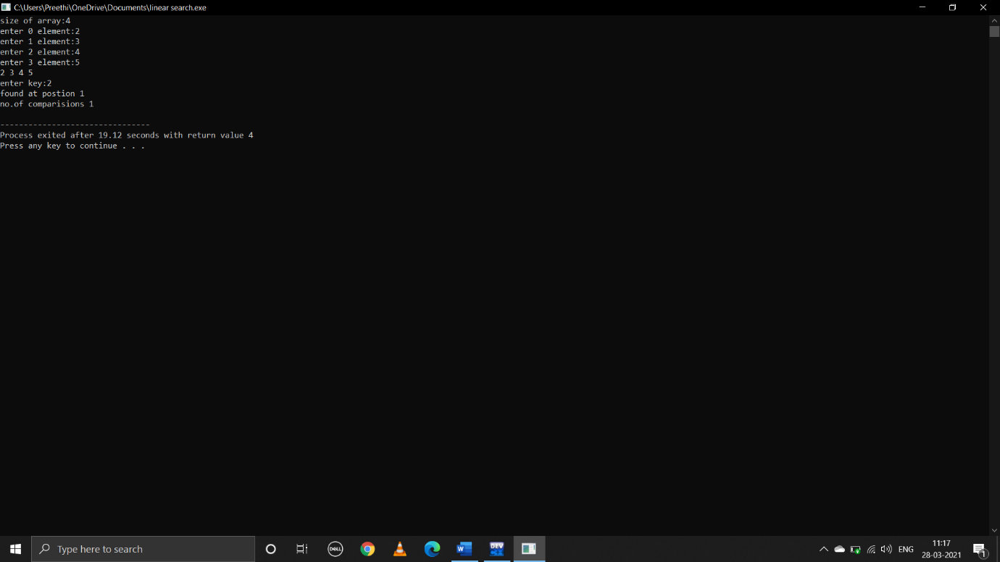 C:\Users\Preethi\OneDrive\Documents\linear search.exe
size of array:4
enter 0 element:2
enter 1 element:3
enter 2 element:4
enter 3 element:5
2 3 4 5
enter key:2
found at postion 1
no.of comparisions 1
--------------------------------
Process exited after 19.12 seconds with return value 4
Press any key to continue . . .
Type here to search
DELL
W
DEV
ENG
11:17
28-03-2021
1